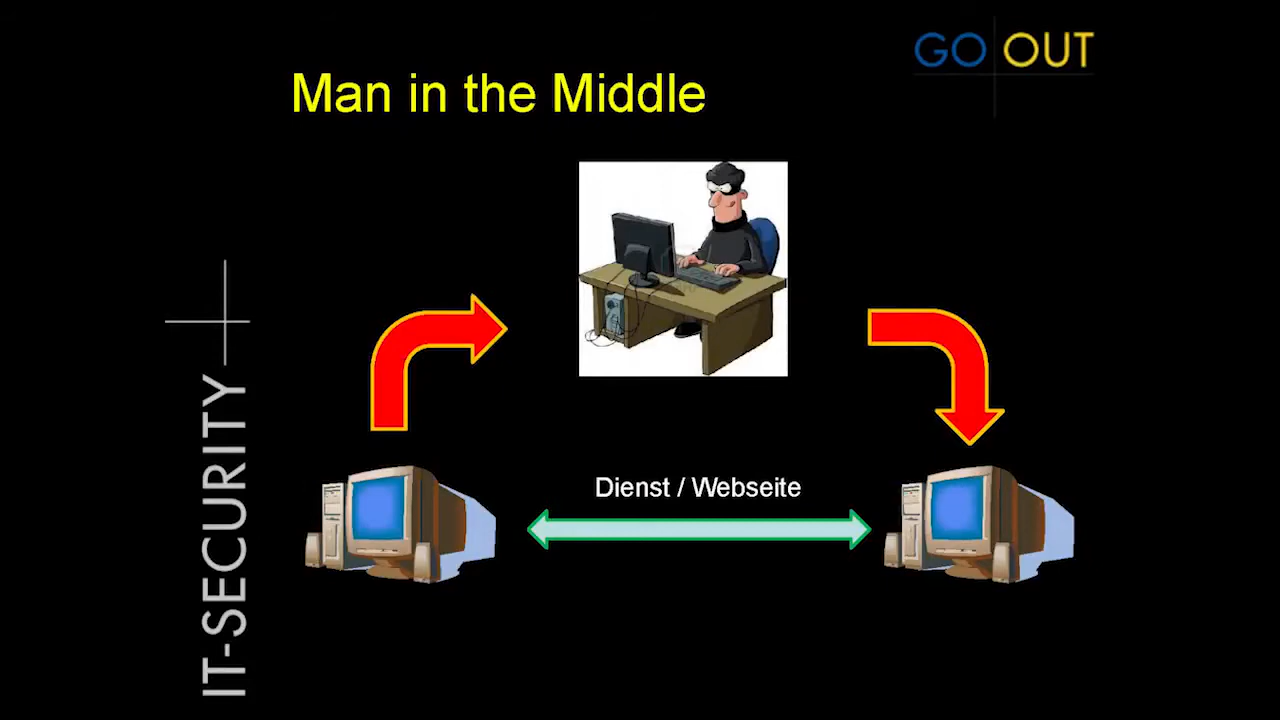 GO OUT
Man in the Middle
Dienst / Webseite
IT-SECURITY